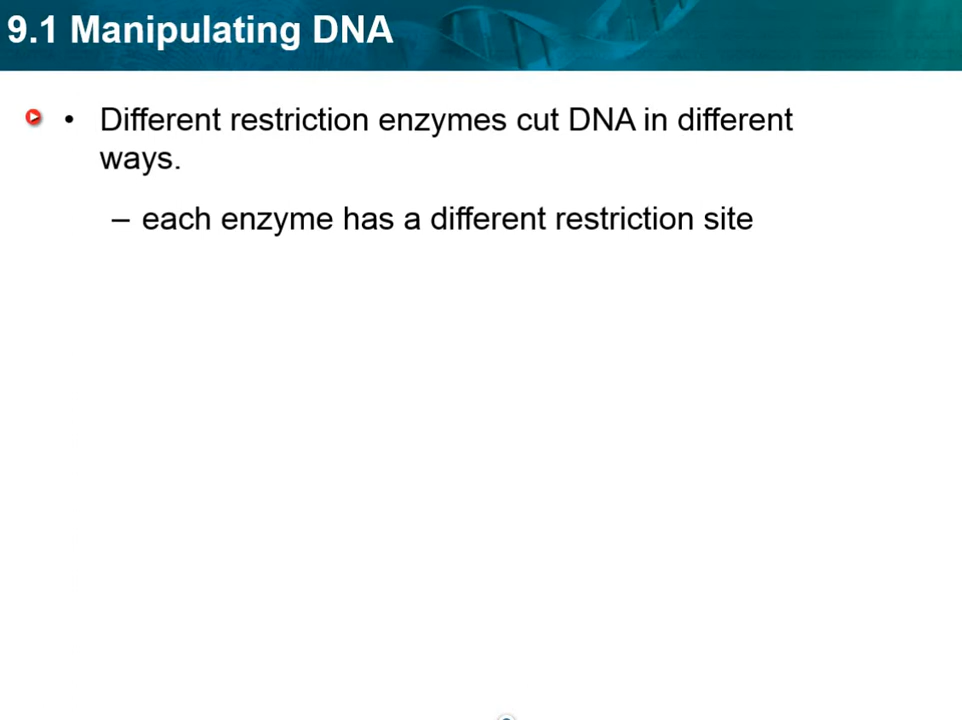 9.1 Manipulating DNA
• Different restriction enzymes cut DNA in different
ways.
– each enzyme has a different restriction site